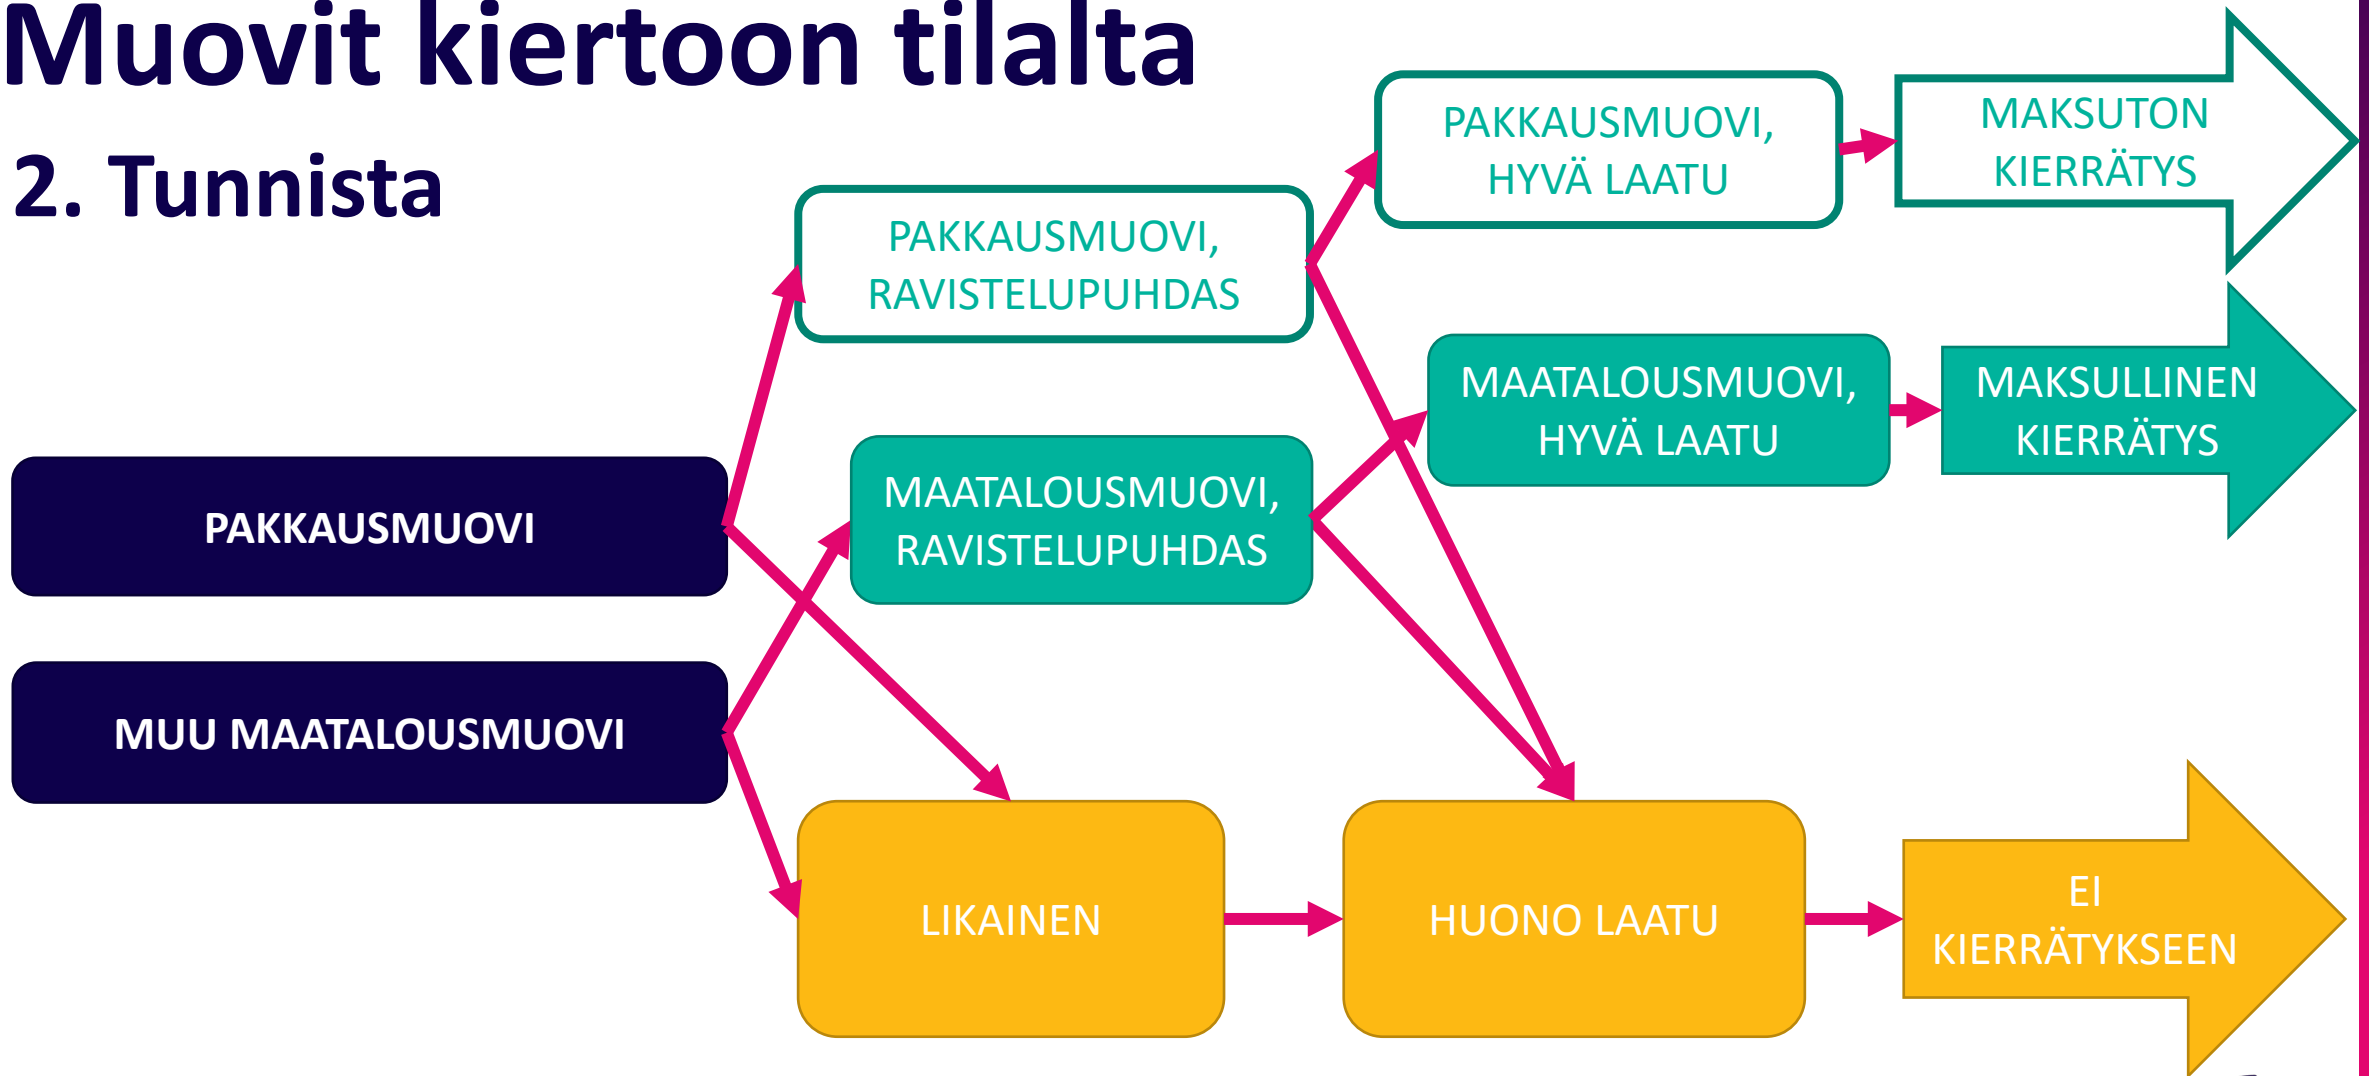 Muovit kiertoon tilalta
2. Tunnista
PAKKAUSMUOVI
MUU MAATALOUSMUOVI
PAKKAUSMUOVI,
RAVISTELUPUHDAS
MAATALOUSMUOVI,
RAVISTELUPUHDAS
LIKAINEN
PAKKAUSMUOVI,
HYVÄ LAATU
MAATALOUSMUOVI,
HYVÄ LAATU
HUONO LAATU
MAKSUTON
KIERRÄTYS
MAKSULLINEN
KIERRÄTYS
EI
KIERRÄTYKSEEN